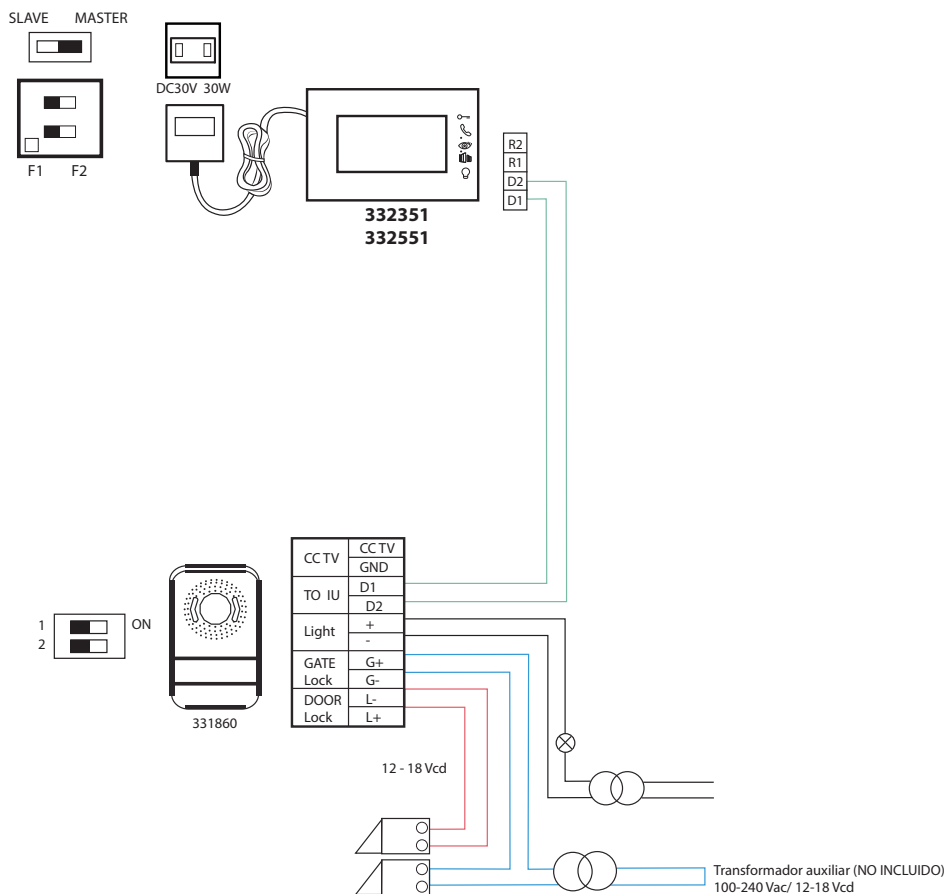 SLAVE MASTER
F1 F2
DC30V 30W
332351
332551
R2
R1
D2
D1
1 ON
2
331860
CC TV
CC TV
GND
TO IU
D1
D2
Light
+
-
GATE
Lock
G+
G-
DOOR
Lock
L-
L+
12 - 18 Vcd
Transformador auxiliar (NO INCLUIDO)
100-240 Vac/ 12-18 Vcd